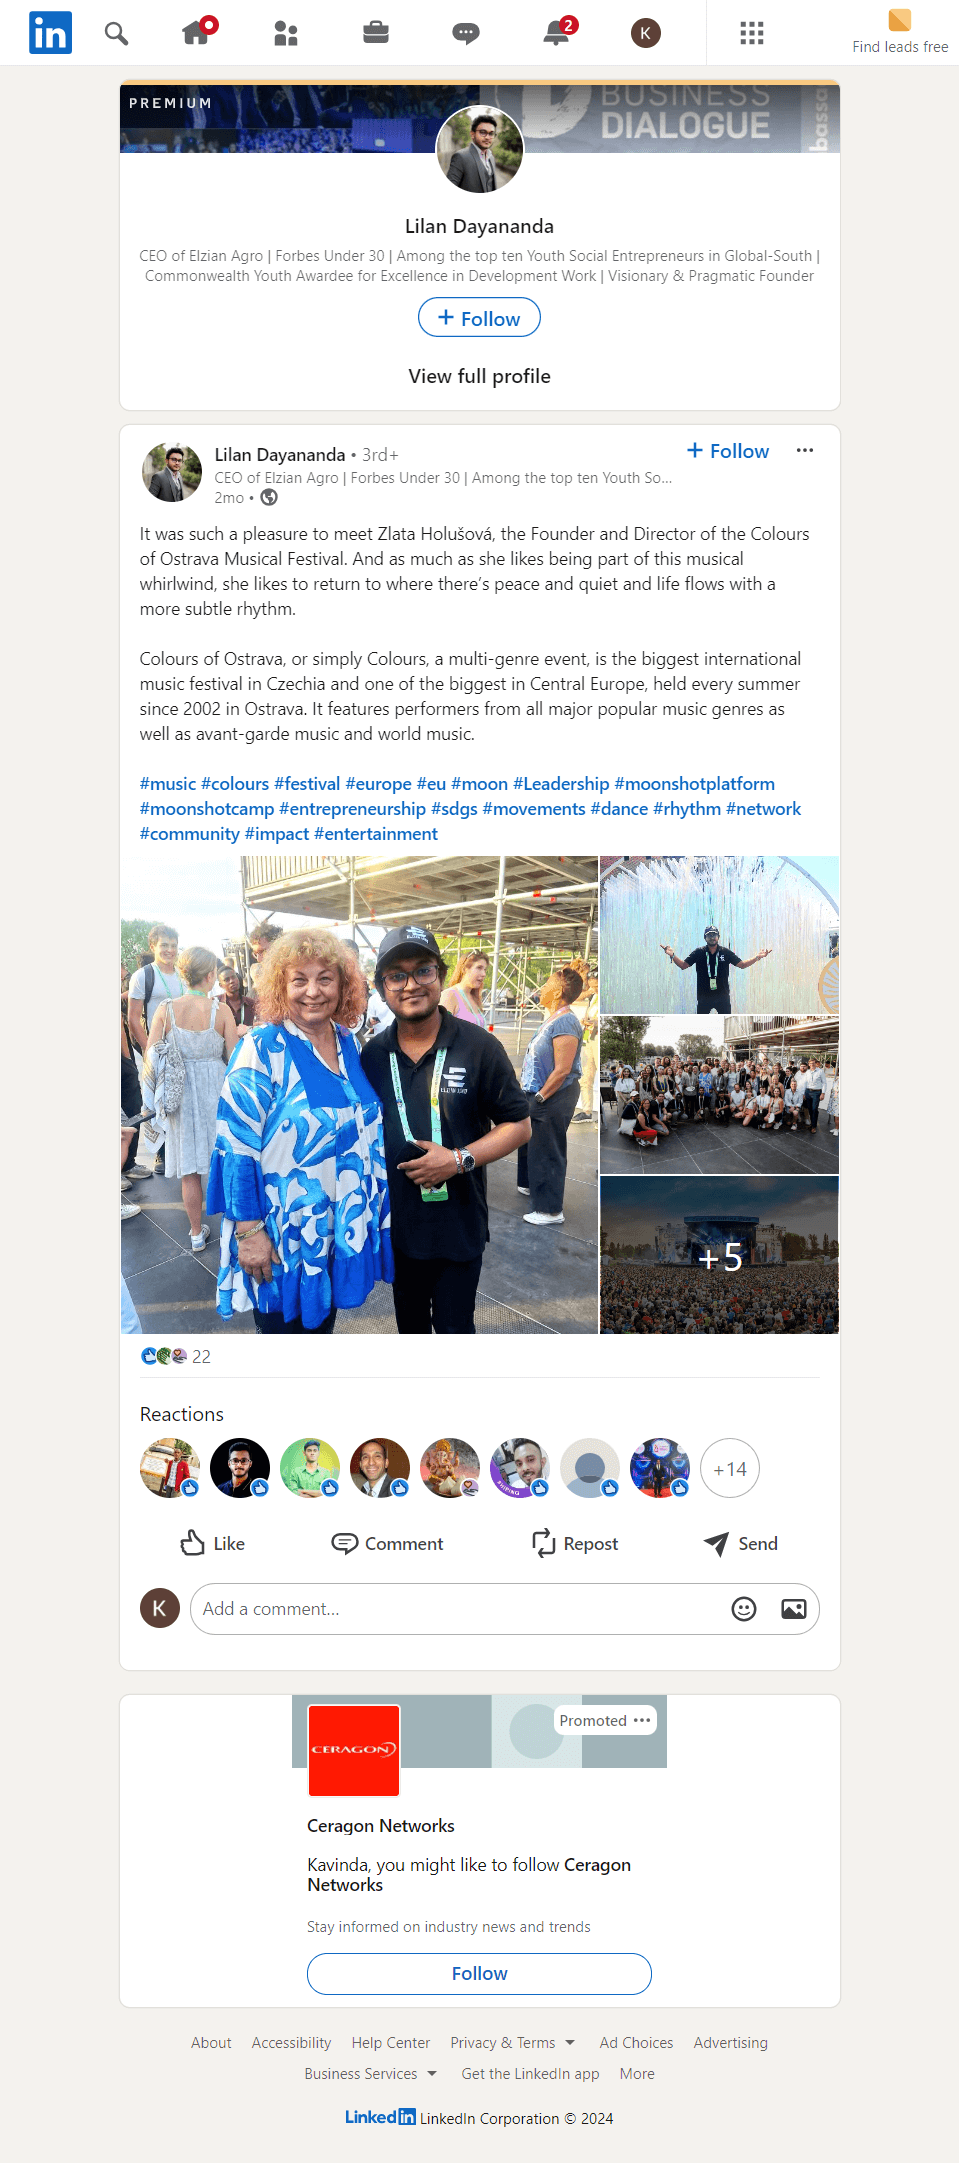 in
2
K
Find leads free
PREMIUM
BUSINESS
DIALOGUE
bassa
Lilan Dayananda
CEO of Elzian Agro | Forbes Under 30 | Among the top ten Youth Social Entrepreneurs in Global-South |
Commonwealth Youth Awardee for Excellence in Development Work | Visionary & Pragmatic Founder
+ Follow
View full profile
Lilan Dayananda • 3rd+
+ Follow
CEO of Elzian Agro | Forbes Under 30 | Among the top ten Youth So...
2mo •
It was such a pleasure to meet Zlata Holušová, the Founder and Director of the Colours
of Ostrava Musical Festival. And as much as she likes being part of this musical
whirlwind, she likes to return to where there’s peace and quiet and life flows with a
more subtle rhythm.
Colours of Ostrava, or simply Colours, a multi-genre event, is the biggest international
music festival in Czechia and one of the biggest in Central Europe, held every summer
since 2002 in Ostrava. It features performers from all major popular music genres as
well as avant-garde music and world music.
#music #colours #festival #europe #eu #moon #Leadership #moonshotplatform
#moonshotcamp #entrepreneurship #sdgs #movements #dance #rhythm #network
#community #impact #entertainment
+5
22
Reactions
+14
Like
Comment
Repost
Send
K
Add a comment...
CERAGON
Promoted
Ceragon Networks
Kavinda, you might like to follow Ceragon
Networks
Stay informed on industry news and trends
Follow
About Accessibility Help Center Privacy & Terms Ad Choices Advertising
Business Services Get the LinkedIn app More
LinkedIn LinkedIn Corporation © 2024